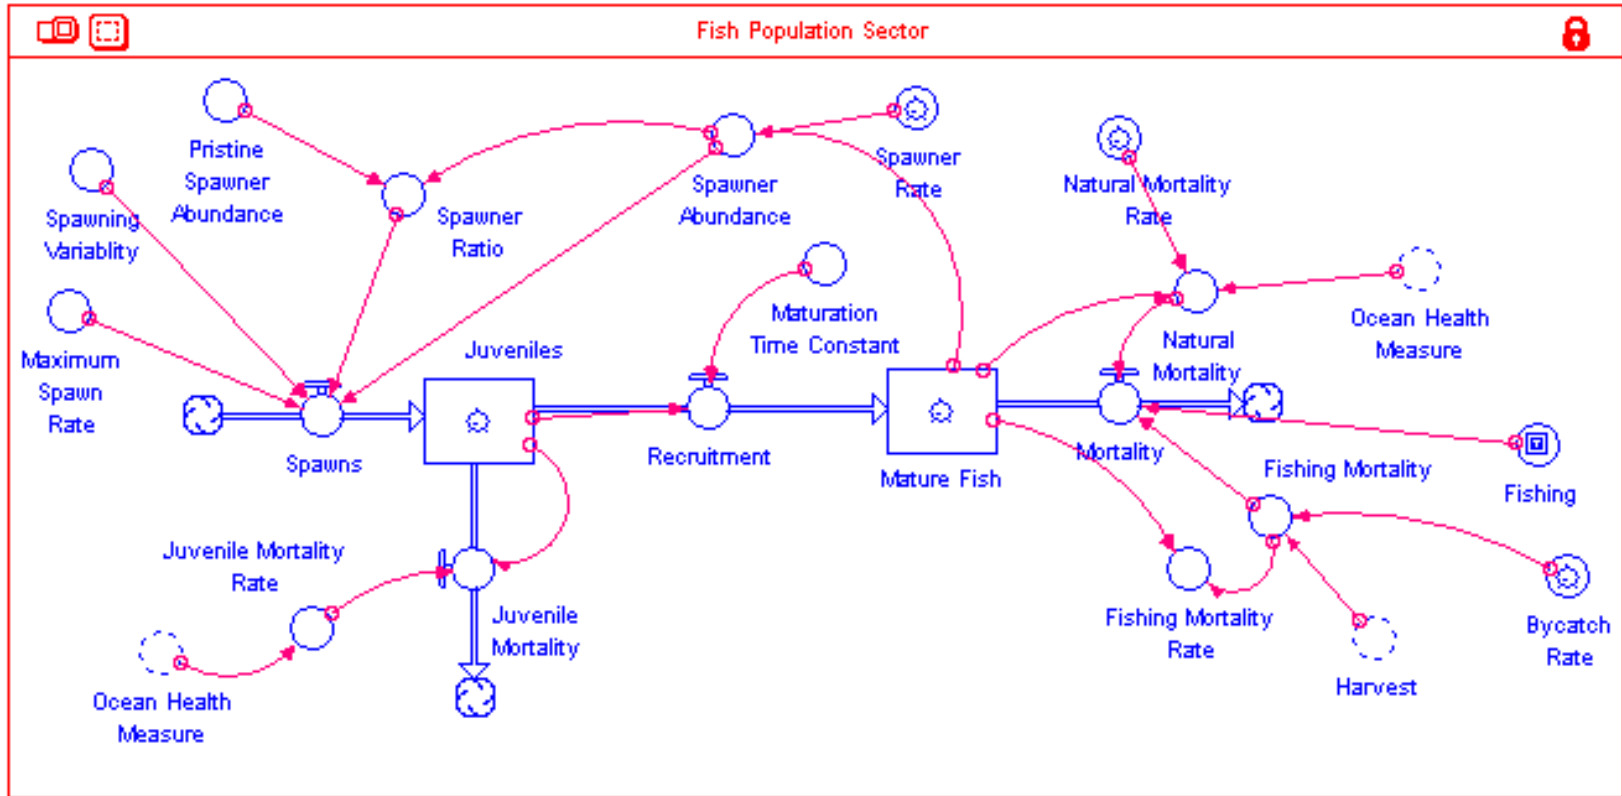 Fish Population Sector
Pristine
Spawner
Abundance
Spawning
Variablity
Spawner
Ratio
Spawner
Abundance
Spawner
Rate
Natural Mortality
Rate
Maximum
Spawn
Rate
Juveniles
Maturation
Time Constant
Natural
Mortality
Ocean Health
Measure
Spawns
Recruitment
Mature Fish
Mortality
Fishing Mortality
Fishing
Juvenile Mortality
Rate
Juvenile
Mortality
Fishing Mortality
Rate
Harvest
Bycatch
Rate
Ocean Health
Measure